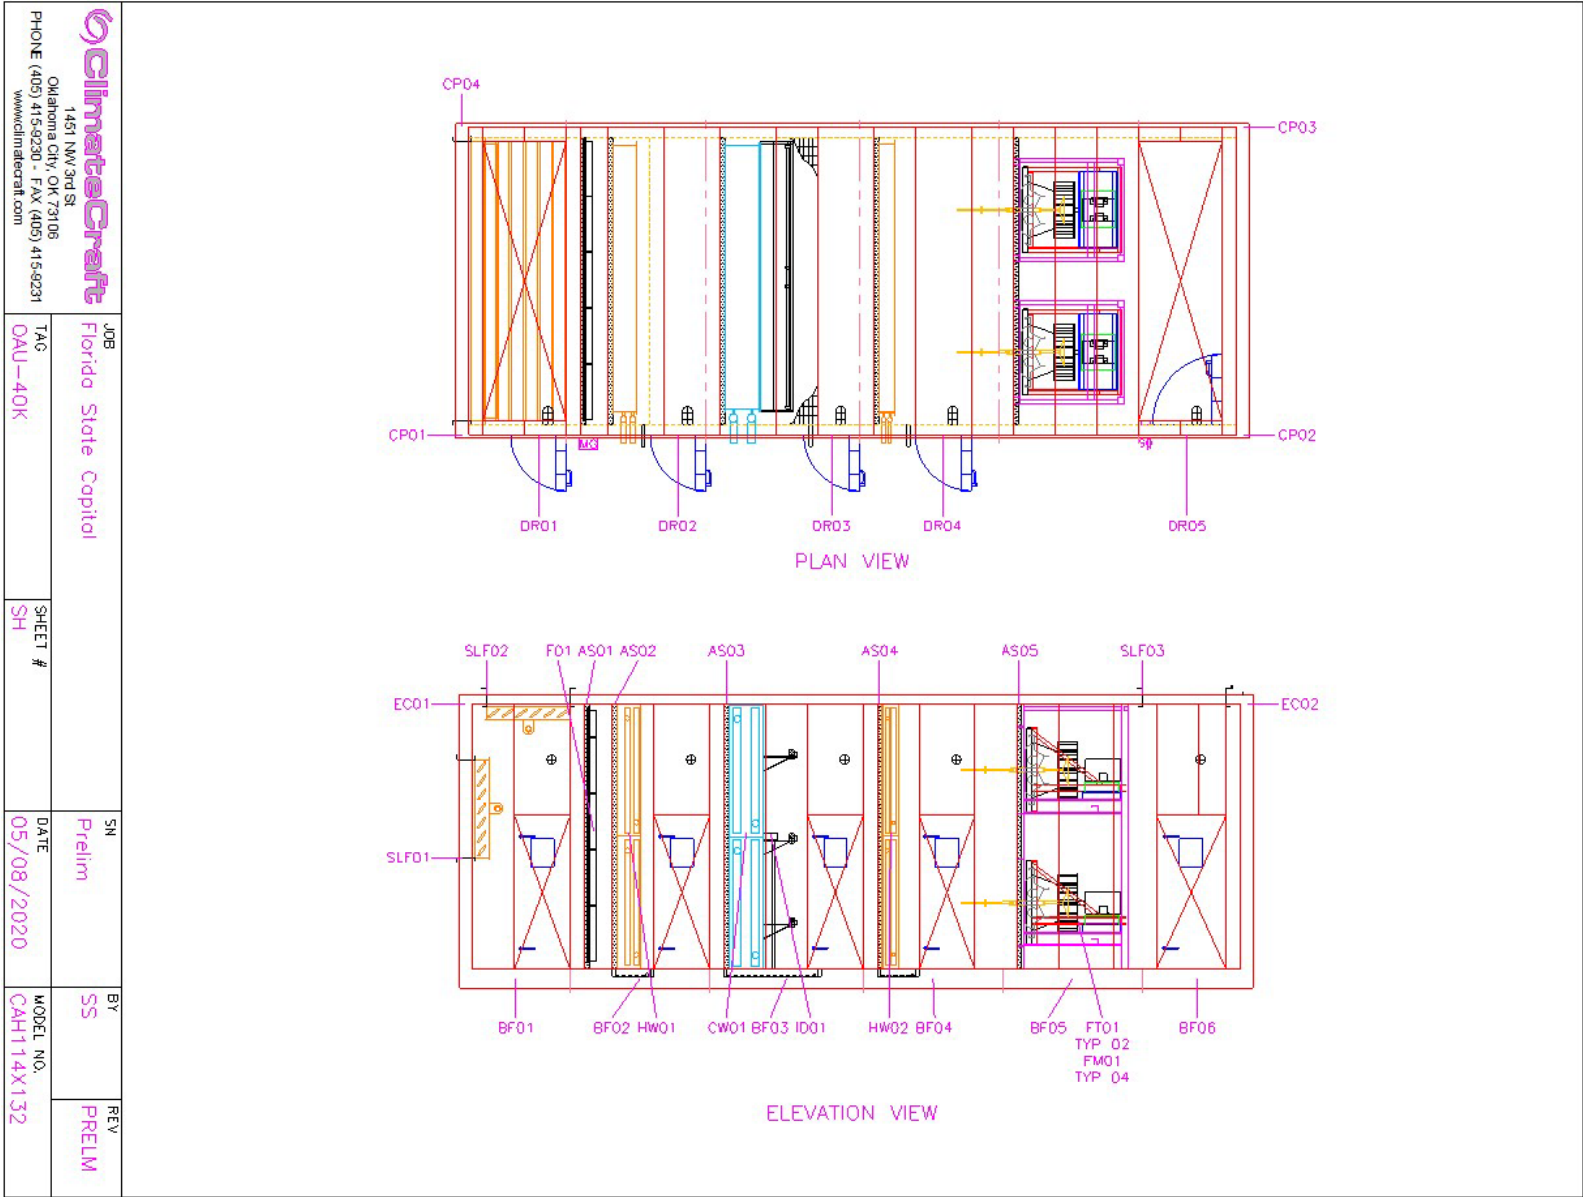 ClimateCraft
1451 NW 3rd St
Oklahoma City, OK 73106
PHONE (405) 415-9230 - FAX (405) 415-9231
www.climatecraft.com
JOB
Florida State Capital
TAG
OAU-40K
SHEET #
SH
SN
Prelim
DATE
05/08/2020
BY
SS
MODEL NO.
CAH114X132
REV
PRELM
CP04
CP03
CP01
MG
CP02
DR01 DR02 DR03 DR04 DR05
PLAN VIEW
SLF02 F01 AS01 AS02 AS03 AS04 AS05 SLF03
EC01 EC02
SLF01
BF01 BF02 HW01 CW01 BF03 ID01 HW02 BF04 BF05 FT01 BF06
TYP 02
FM01
TYP 04
ELEVATION VIEW